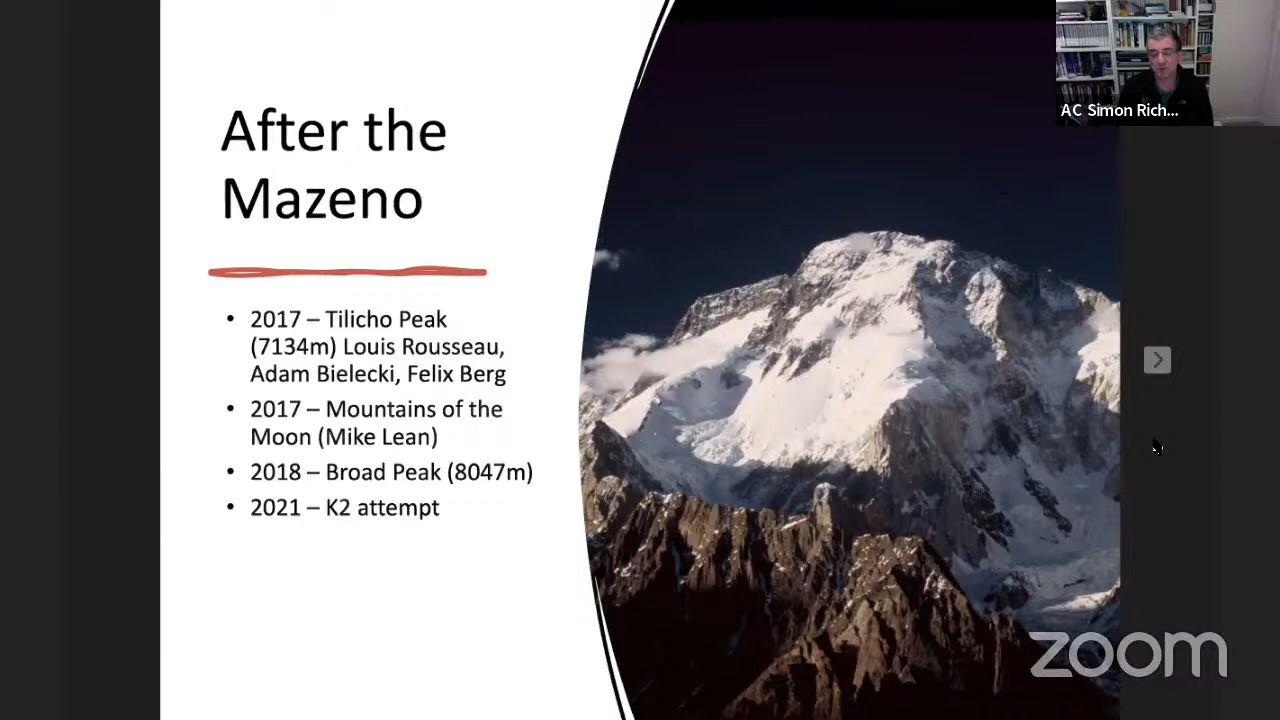 After the
Mazeno
• 2017 – Tilicho Peak
(7134m) Louis Rousseau,
Adam Bielecki, Felix Berg
• 2017 – Mountains of the
Moon (Mike Lean)
• 2018 – Broad Peak (8047m)
• 2021 – K2 attempt
AC Simon Rich...
zoom